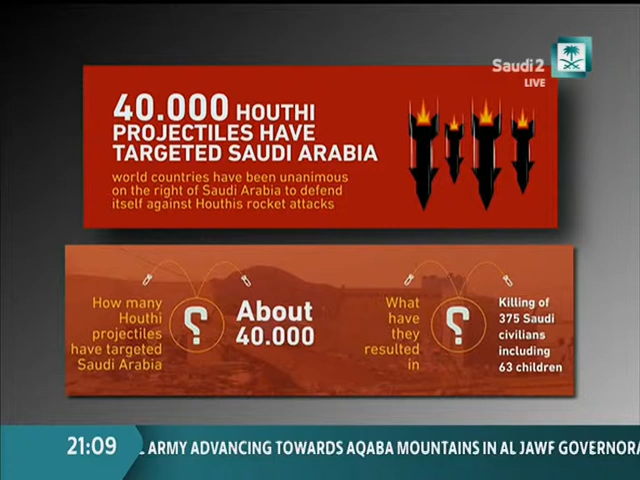 Saudi2
LIVE
40.000 HOUTHI
PROJECTILES HAVE
TARGETED SAUDI ARABIA
world countries have been unanimous
on the right of Saudi Arabia to defend
itself against Houthis rocket attacks
How many
Houthi
projectiles
have targeted
Saudi Arabia
؟
About
40.000
What
have
they
resulted
in
؟
Killing of
375 Saudi
civilians
including
63 children
21:09
ARMY ADVANCING TOWARDS AQABA MOUNTAINS IN AL JAWF GOVERNORA